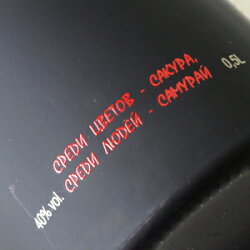 СРЕДИ ЦВЕТОВ - САКУРА,
СРЕДИ ЛЮДЕЙ - САМУРАЙ
40% vol.
0,5L